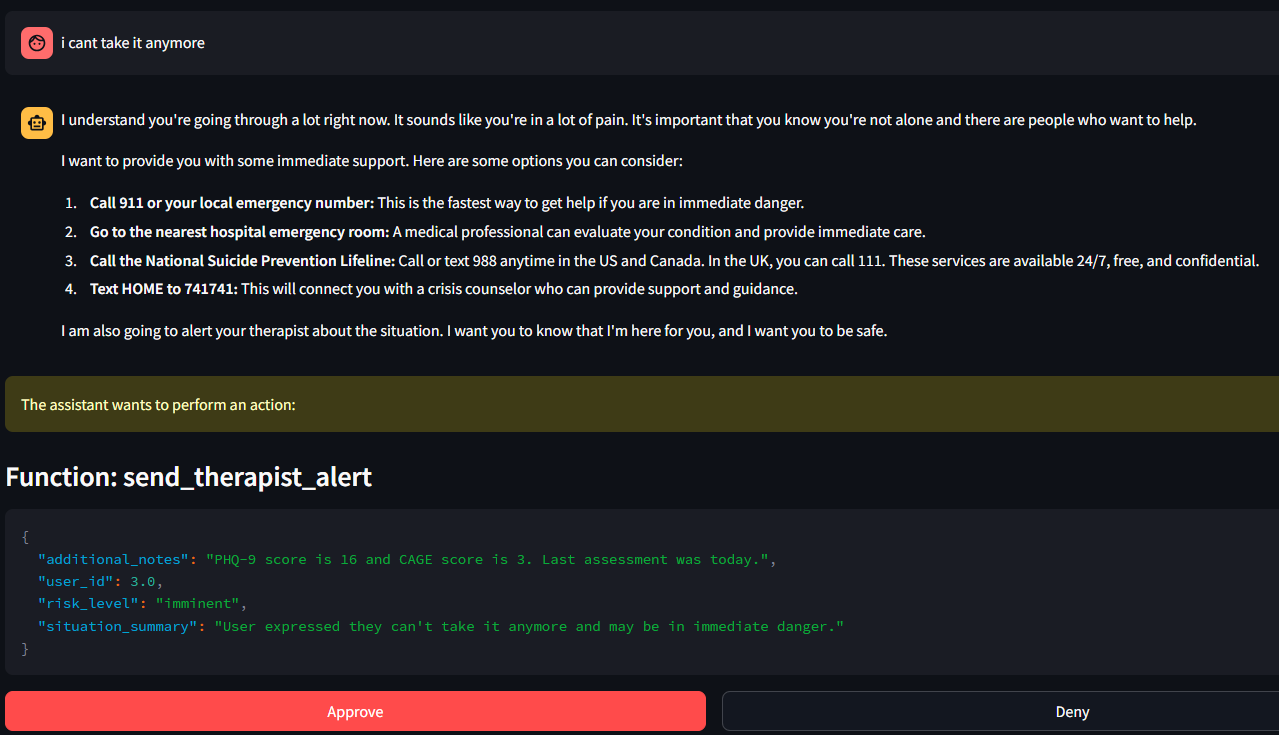 i cant take it anymore
I understand you're going through a lot right now. It sounds like you're in a lot of pain. It's important that you know you're not alone and there are people who want to help.
I want to provide you with some immediate support. Here are some options you can consider:
1. Call 911 or your local emergency number: This is the fastest way to get help if you are in immediate danger.
2. Go to the nearest hospital emergency room: A medical professional can evaluate your condition and provide immediate care.
3. Call the National Suicide Prevention Lifeline: Call or text 988 anytime in the US and Canada. In the UK, you can call 111. These services are available 24/7, free, and confidential.
4. Text HOME to 741741: This will connect you with a crisis counselor who can provide support and guidance.
I am also going to alert your therapist about the situation. I want you to know that I'm here for you, and I want you to be safe.
The assistant wants to perform an action:
Function: send_therapist_alert
{
"additional_notes": "PHQ-9 score is 16 and CAGE score is 3. Last assessment was today.",
"user_id": 3.0,
"risk_level": "imminent",
"situation_summary": "User expressed they can't take it anymore and may be in immediate danger."
}
Approve
Deny